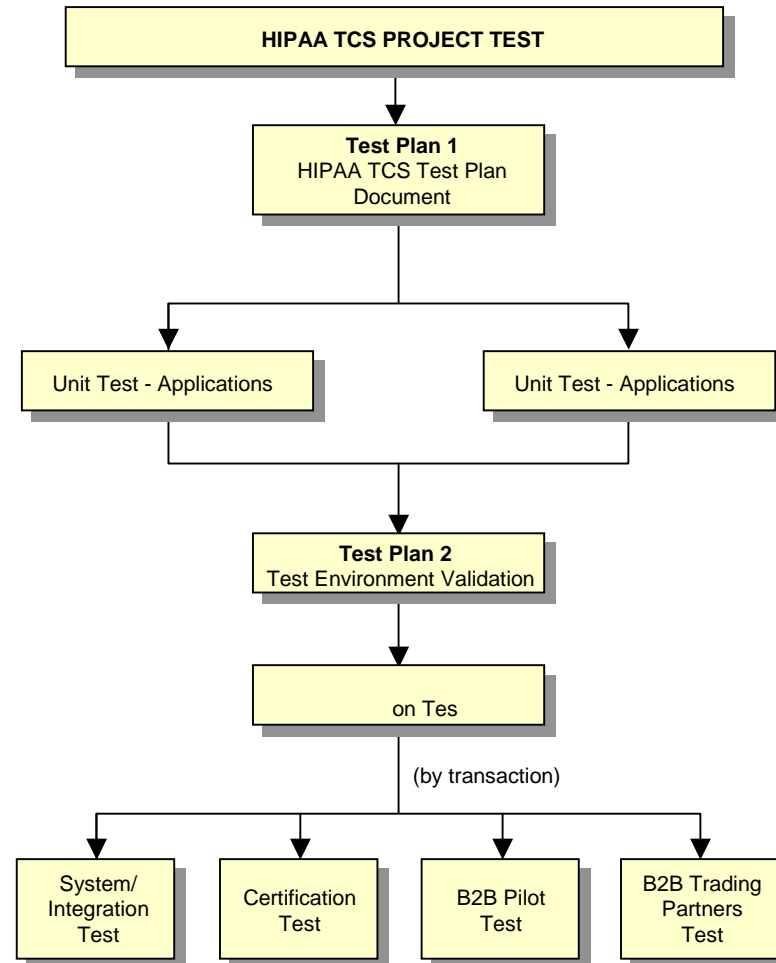 HIPAA TCS PROJECT TEST
Test Plan 1
HIPAA TCS Test Plan
Document
Unit Test - Applications
Unit Test - Applications
Test Plan 2
Test Environment Validation
on Tes
(by transaction)
System/
Integration
Test
Certification
Test
B2B Pilot
Test
B2B Trading
Partners
Test